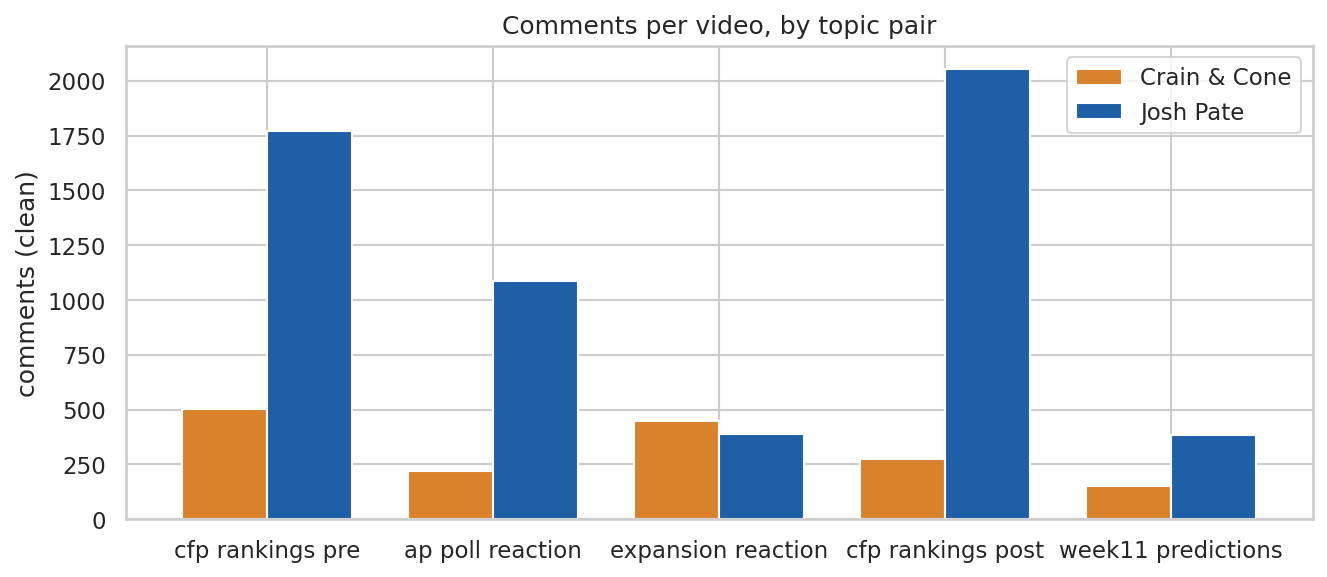 Comments per video, by topic pair
comments (clean)
2000
1750
1500
1250
1000
750
500
250
0
Crain & Cone
Josh Pate
cfp rankings pre
ap poll reaction
expansion reaction
cfp rankings post
week11 predictions